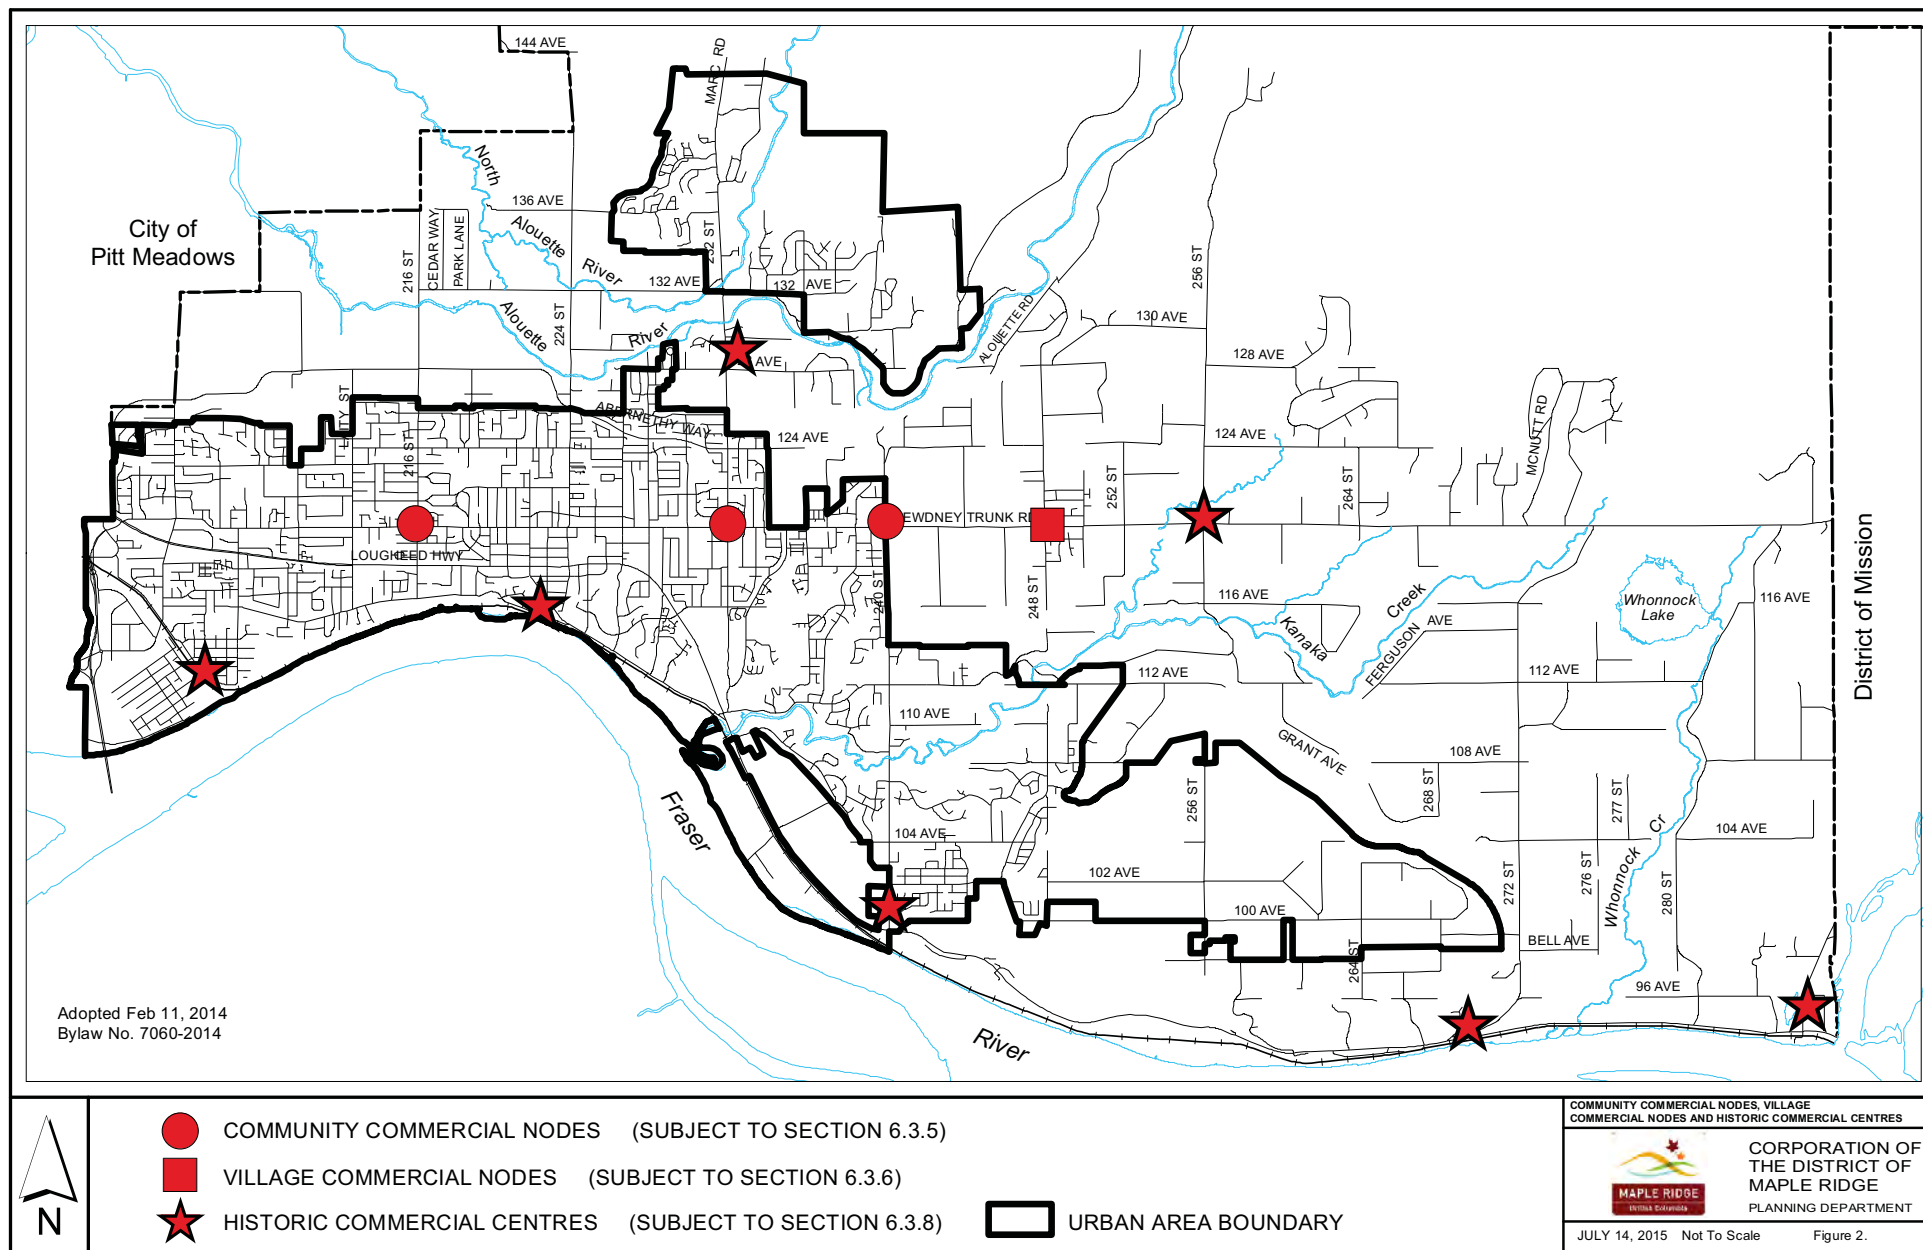 144 AVE
MARC RD
North
136 AVE
City of
Pitt Meadows
CEDAR WAY
PARK LANE
216 ST
Alouette
River
232 ST
132 AVE
132 AVE
256 ST
Alouette
224 ST
River
ALOUETTE RD
130 AVE
AVE
128 AVE
ABERNETHY WAY
216 ST
124 AVE
124 AVE
MCNUTT RD
252 ST
264 ST
EWDNEY TRUNK RD
LOUGHEED HWY
District of Mission
240 ST
248 ST
116 AVE
Creek
AVE
Whonnock
Lake
116 AVE
Kanaka
FERGUSON
112 AVE
112 AVE
110 AVE
GRANT AVE
108 AVE
Fraser
256 ST
268 ST
277 ST
104 AVE
Cr
104 AVE
102 AVE
272 ST
276 ST
Whonnock
280 ST
100 AVE
BELL AVE
264 ST
96 AVE
River
Adopted Feb 11, 2014
Bylaw No. 7060-2014
N
COMMUNITY COMMERCIAL NODES (SUBJECT TO SECTION 6.3.5)
VILLAGE COMMERCIAL NODES (SUBJECT TO SECTION 6.3.6)
HISTORIC COMMERCIAL CENTRES (SUBJECT TO SECTION 6.3.8)
URBAN AREA BOUNDARY
COMMUNITY COMMERCIAL NODES, VILLAGE
COMMERCIAL NODES AND HISTORIC COMMERCIAL CENTRES
MAPLE RIDGE
British Columbia
CORPORATION OF
THE DISTRICT OF
MAPLE RIDGE
PLANNING DEPARTMENT
JULY 14, 2015 Not To Scale Figure 2.